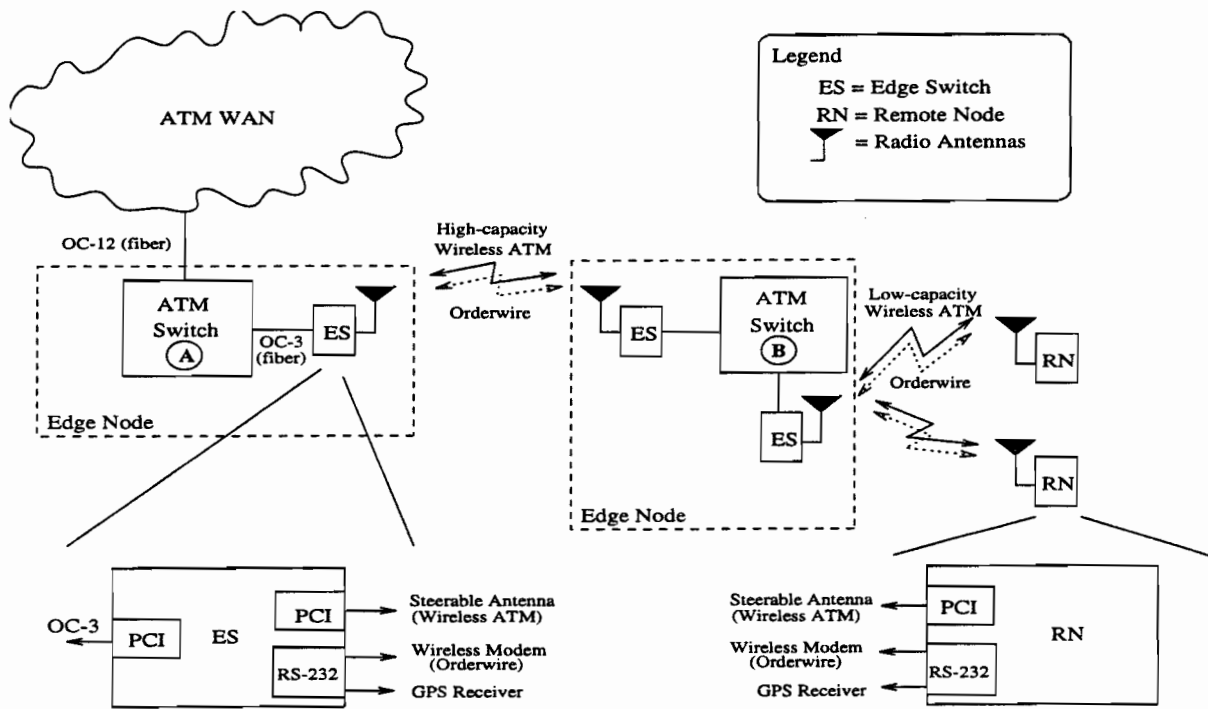 ATM WAN
Legend
ES = Edge Switch
RN = Remote Node
= Radio Antennas
OC-12 (fiber)
High-capacity
Wireless ATM
Orderwire
ATM
Switch
A
OC-3
(fiber)
ES
Edge Node
ES
ATM
Switch
B
ES
Edge Node
Low-capacity
Wireless ATM
Orderwire
RN
RN
OC-3
PCI
ES
PCI
RS-232
Steerable Antenna
(Wireless ATM)
Wireless Modem
(Orderwire)
GPS Receiver
Steerable Antenna
(Wireless ATM)
Wireless Modem
(Orderwire)
GPS Receiver
PCI
RS-232
RN